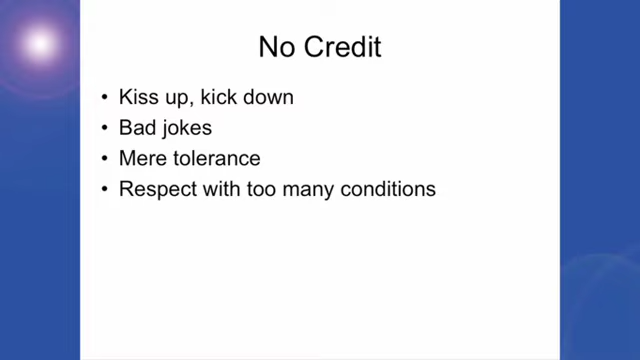 No Credit
• Kiss up, kick down
• Bad jokes
• Mere tolerance
• Respect with too many conditions